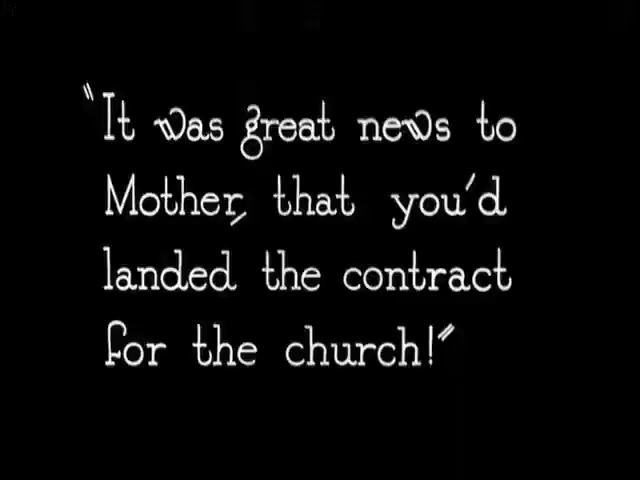 "It was great news to
Mother, that you'd
landed the contract
for the church!"